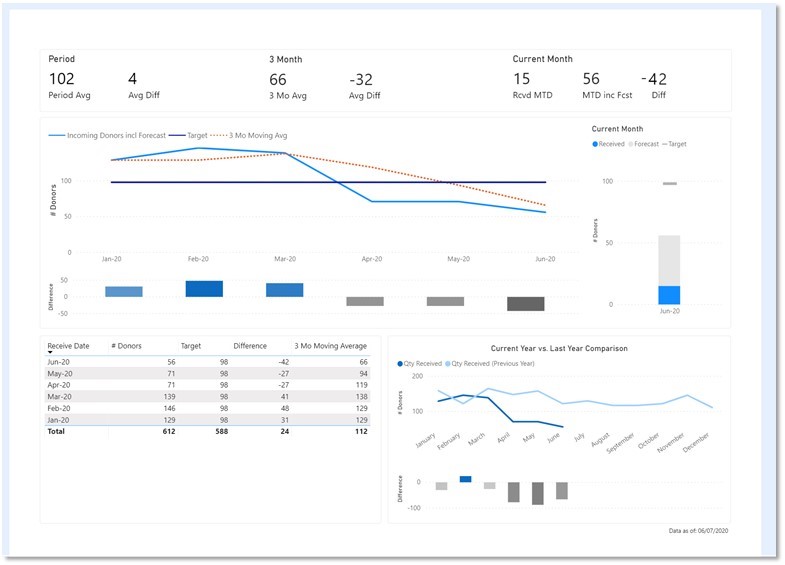 Period
3 Month
Current Month
102
4
66
-32
15
56
-42
Period Avg
Avg Diff
3 Mo Avg
Avg Diff
Rcvd MTD
MTD inc Fcst
Diff
Incoming Donors incl Forecast
Target
3 Mo Moving Avg
# Donors
100
50
0
Jan-20
Feb-20
Mar-20
Apr-20
May-20
Jun-20
Difference
50
0
-50
Current Month
Received
Forecast
Target
# Donors
100
50
0
Jun-20
Receive Date # Donors Target Difference 3 Mo Moving Average
Jun-20 56 98 -42 66
May-20 71 98 -27 94
Apr-20 71 98 -27 119
Mar-20 139 98 41 138
Feb-20 146 98 48 129
Jan-20 129 98 31 129
Total 612 588 24 112
Current Year vs. Last Year Comparison
Qty Received
Qty Received (Previous Year)
# Donors
200
100
January
February
March
April
May
June
July
August
September
October
November
December
Difference
0
-100
Data as of: 06/07/2020